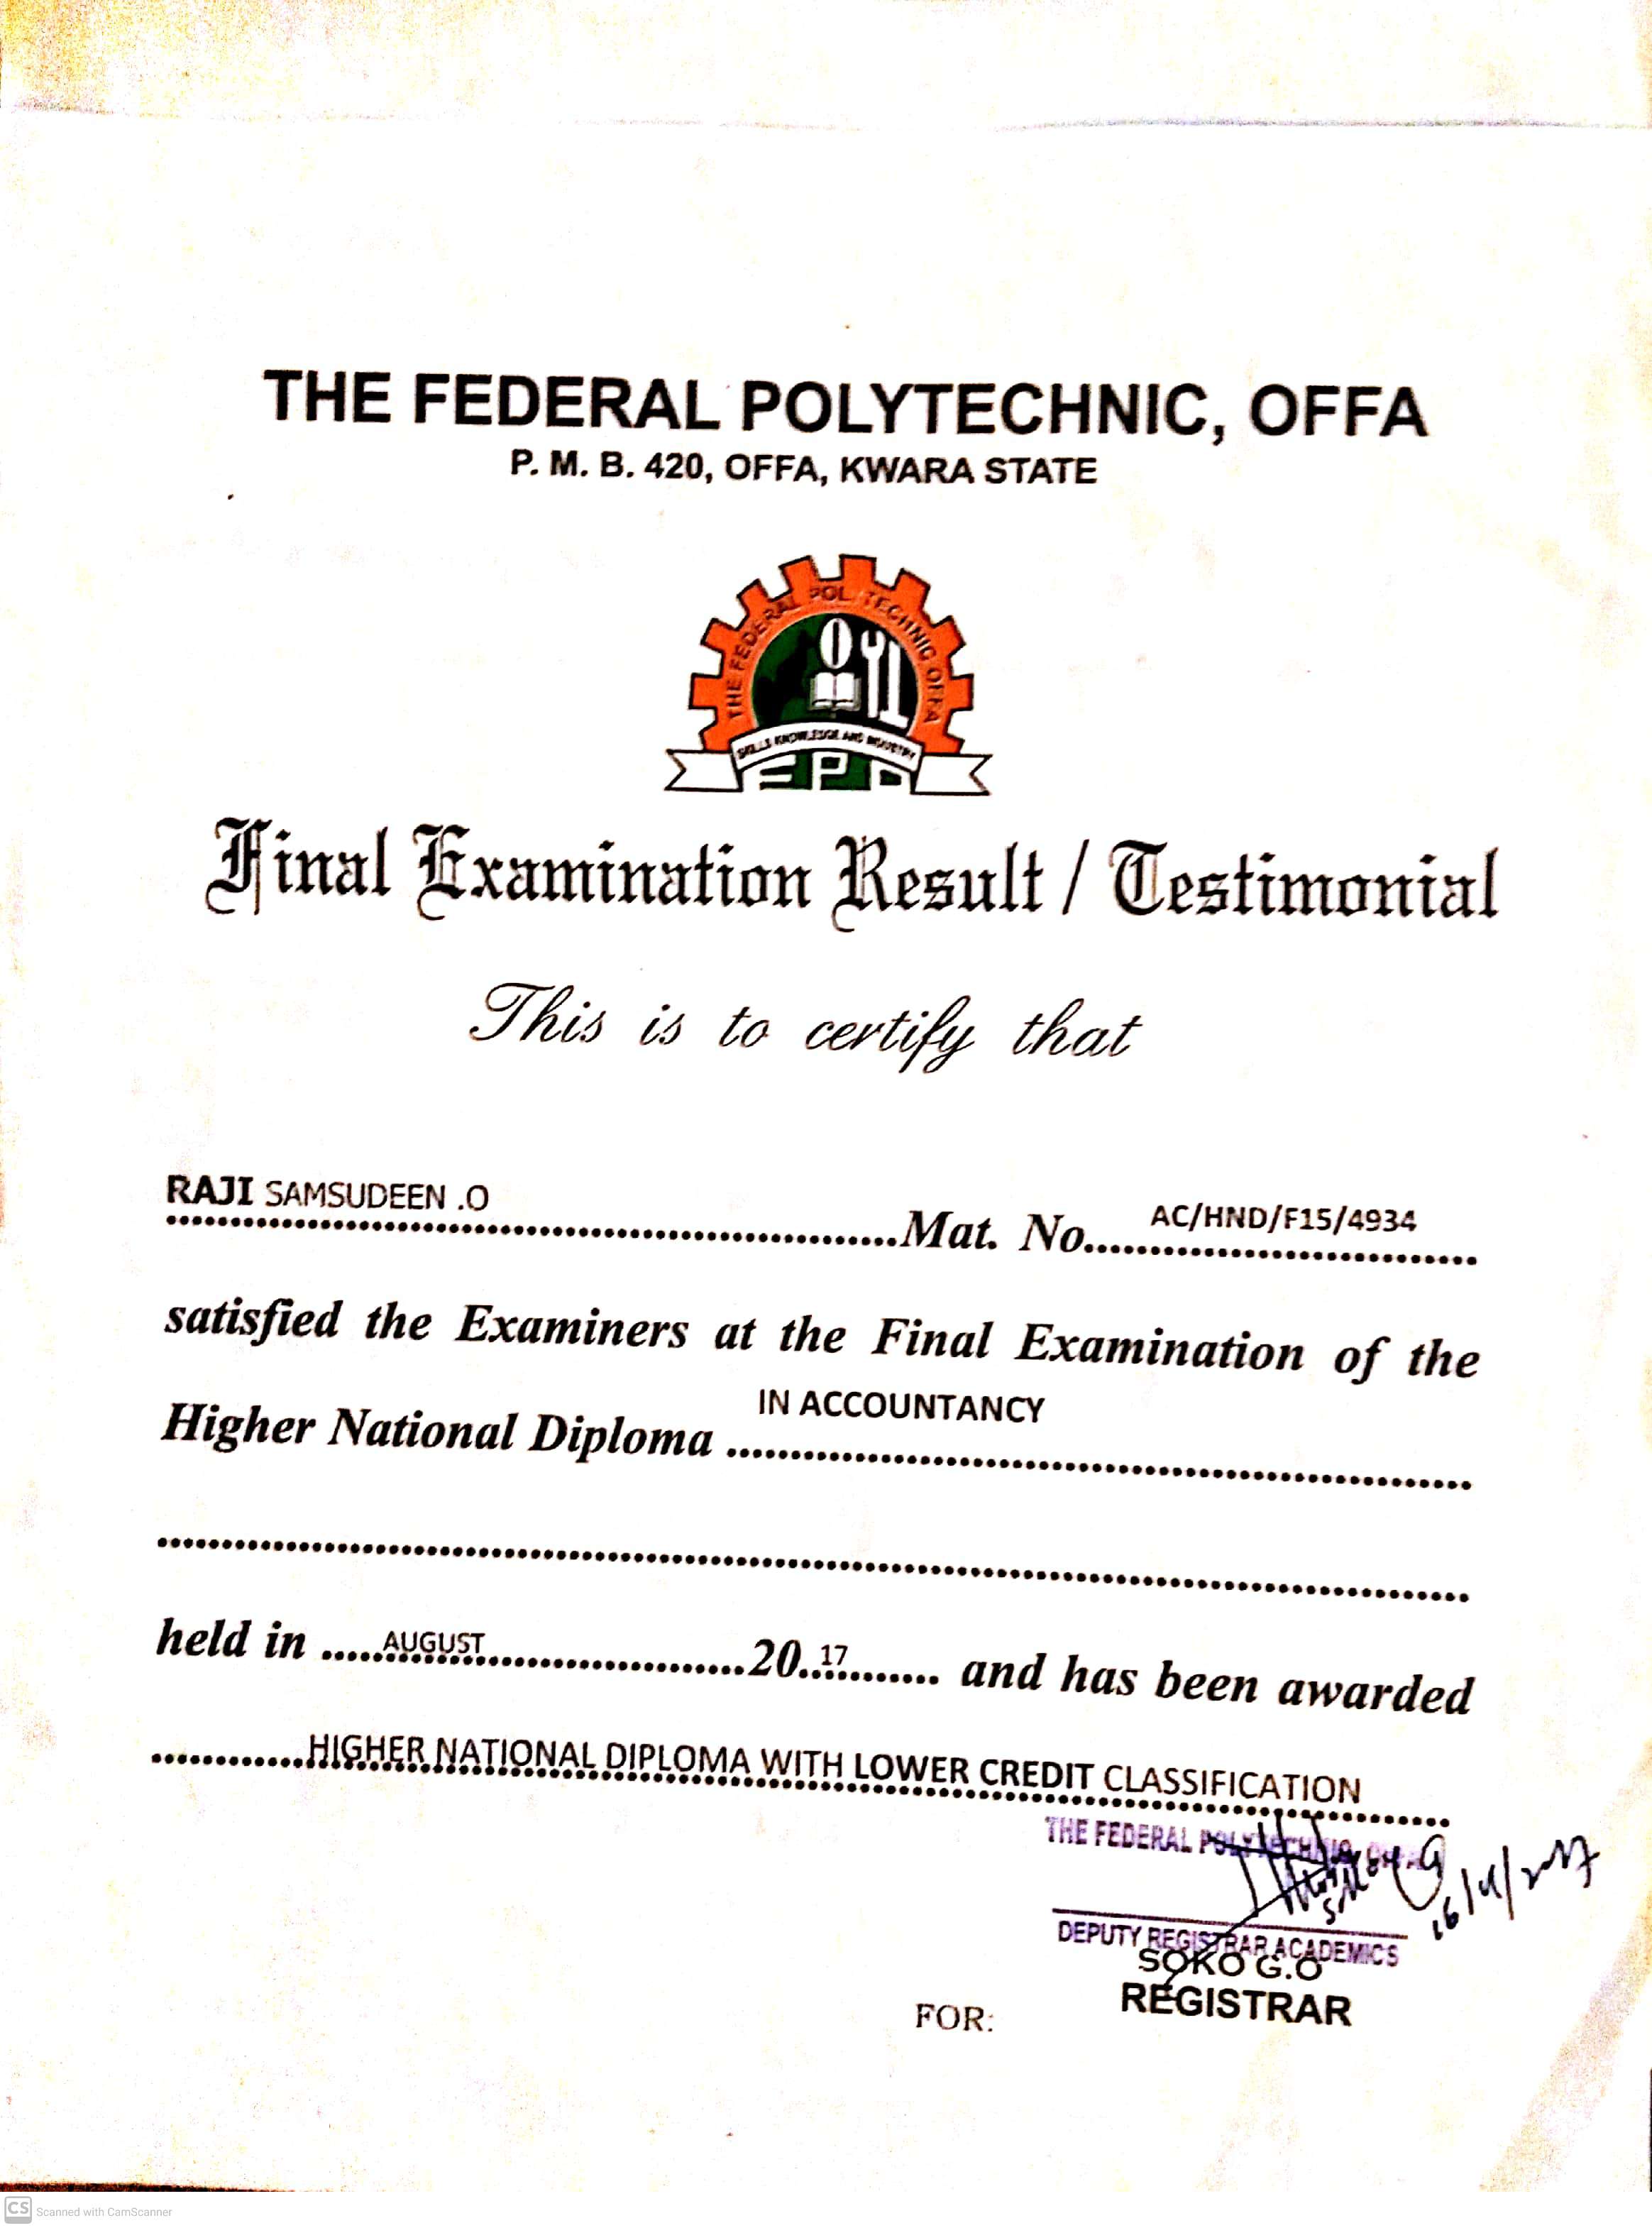 THE FEDERAL POLYTECHNIC, OFFA
P. M. B. 420, OFFA, KWARA STATE
THE FEDERAL POLYTECHNIC OFFA
SKILLS KNOWLEDGE AND INDUSTRY
FPO
Final Examination Result / Testimonial
This is to certify that
RAJI SAMSUDEEN .O Mat. No. AC/HND/F15/4934
satisfied the Examiners at the Final Examination of the
Higher National Diploma IN ACCOUNTANCY
held in AUGUST 20 17 and has been awarded
HIGHER NATIONAL DIPLOMA WITH LOWER CREDIT CLASSIFICATION
THE FEDERAL POLYTECHNIC, OFFA
DEPUTY REGISTRAR ACADEMICS
SOKO G.O
FOR: REGISTRAR
CS Scanned with CamScanner